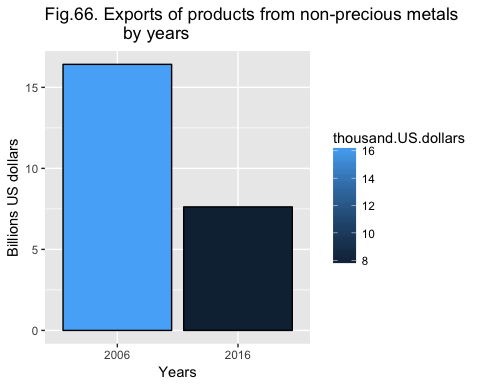 Fig.66. Exports of products from non-precious metals
by years
Billions US dollars
15
10
5
0
2006
2016
Years
thousand.US.dollars
16
14
12
10
8